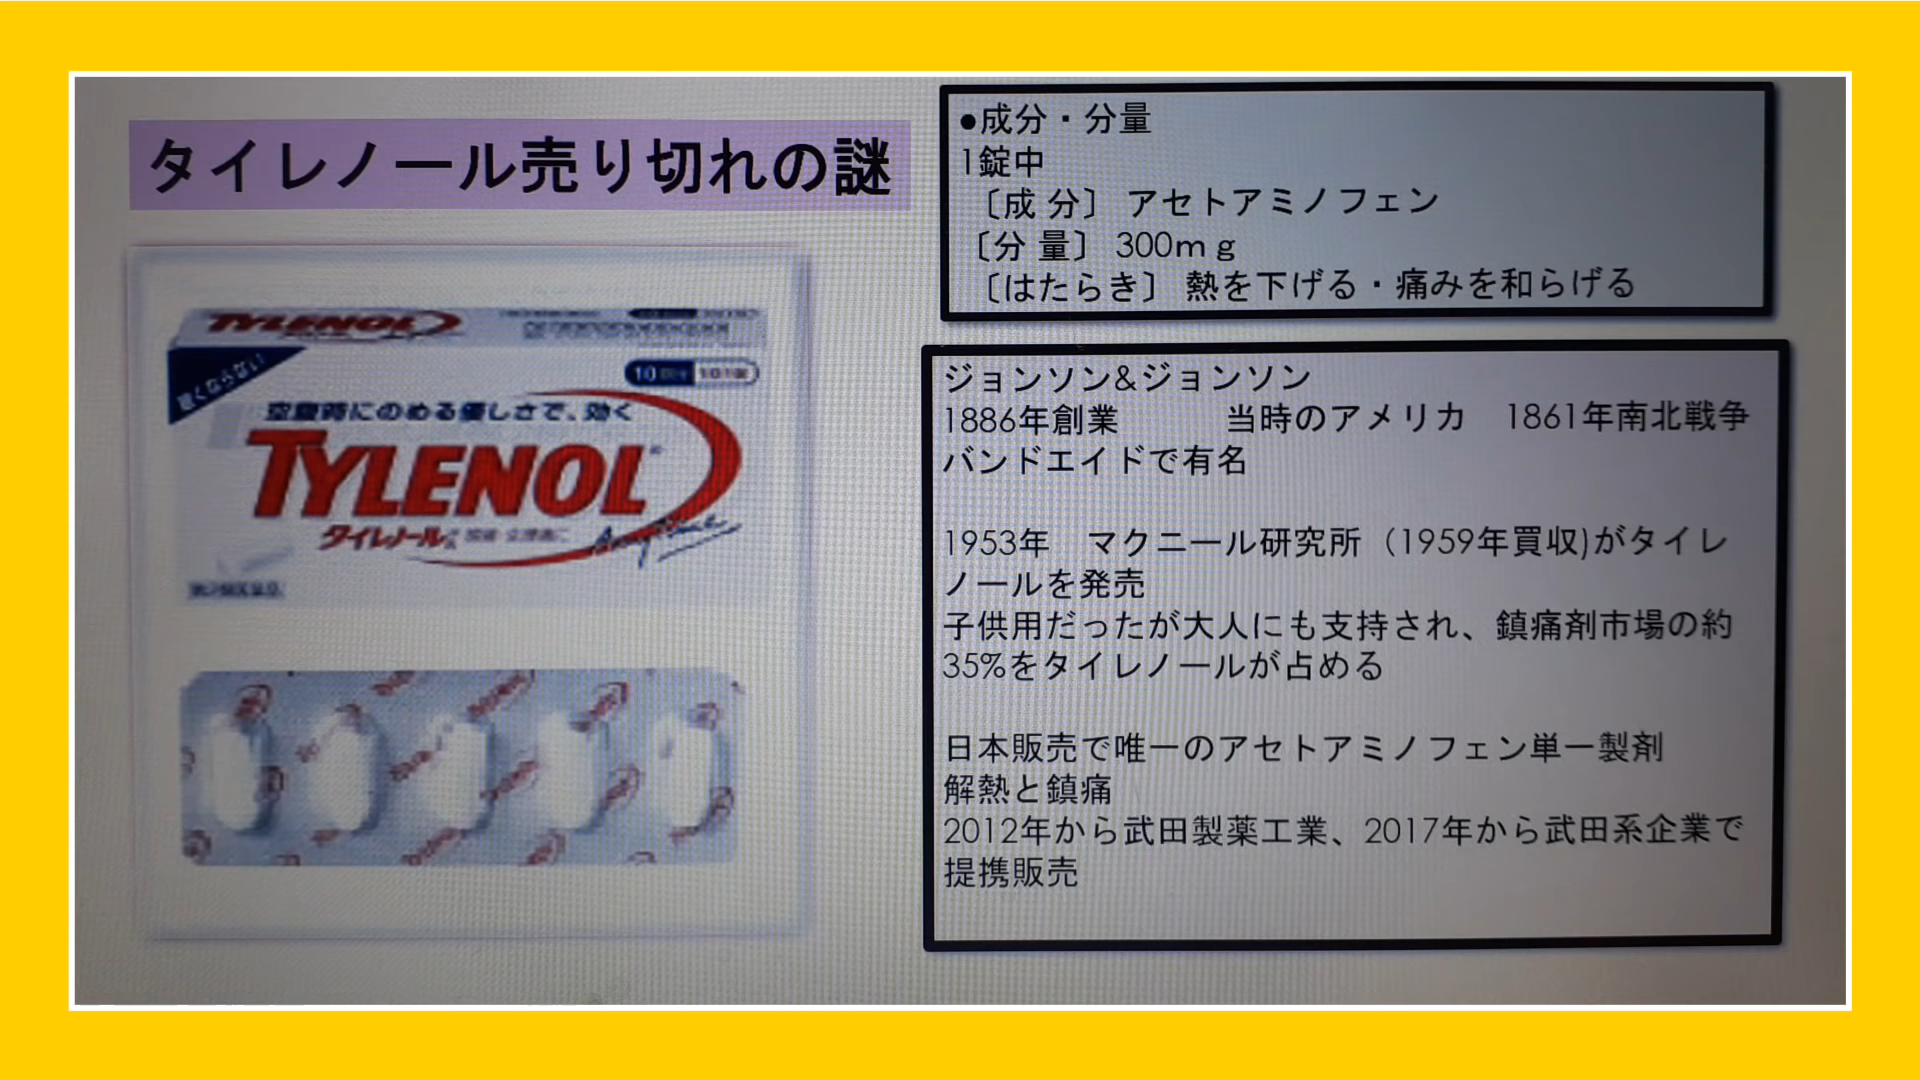 タイレノール売り切れの謎
●成分・分量
1錠中
〔成 分〕 アセトアミノフェン
〔分 量〕 300mg
〔はたらき〕 熱を下げる・痛みを和らげる
TYLENOL
眠くならない!
10
空腹時にのめる優しさで、効く
TYLENOL
タイレノール
ジョンソン&ジョンソン
1886年創業 当時のアメリカ 1861年南北戦争
バンドエイドで有名
1953年 マクニール研究所（1959年買収)がタイレ
ノールを発売
子供用だったが大人にも支持され、鎮痛剤市場の約
35%をタイレノールが占める
日本販売で唯一のアセトアミノフェン単一製剤
解熱と鎮痛
2012年から武田製薬工業、2017年から武田系企業で
提携販売